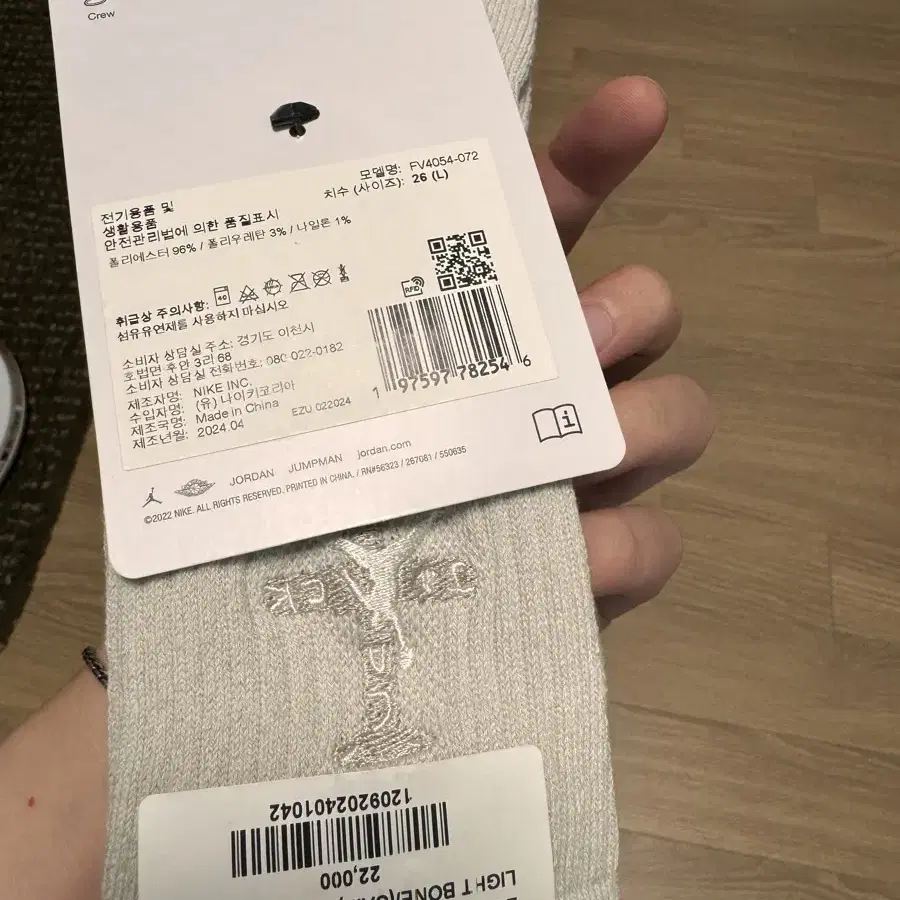 Crew
모델명: FV4054-072
치수 (사이즈): 26 (L)
전기용품 및
생활용품
안전관리법에 의한 품질표시
폴리에스터 96% / 폴리우레탄 3% / 나일론 1%
취급상 주의사항:
40
섬유유연제를 사용하지 마십시오
RFID
소비자 상담실 주소: 경기도 이천시
호법면 후안 3리 68
소비자 상담실 전화번호: 080-022-0182
제조자명: NIKE INC.
수입자명: (유) 나이키코리아
제조국명: Made in China
제조년월: 2024.04
EZU 022024
1 97597 78254 6
JORDAN JUMPMAN jordan.com
©2022 NIKE. ALL RIGHTS RESERVED. PRINTED IN CHINA. / RN#56323 / 267081 / 550635
1209202401042
22,000
LIGHT BONE